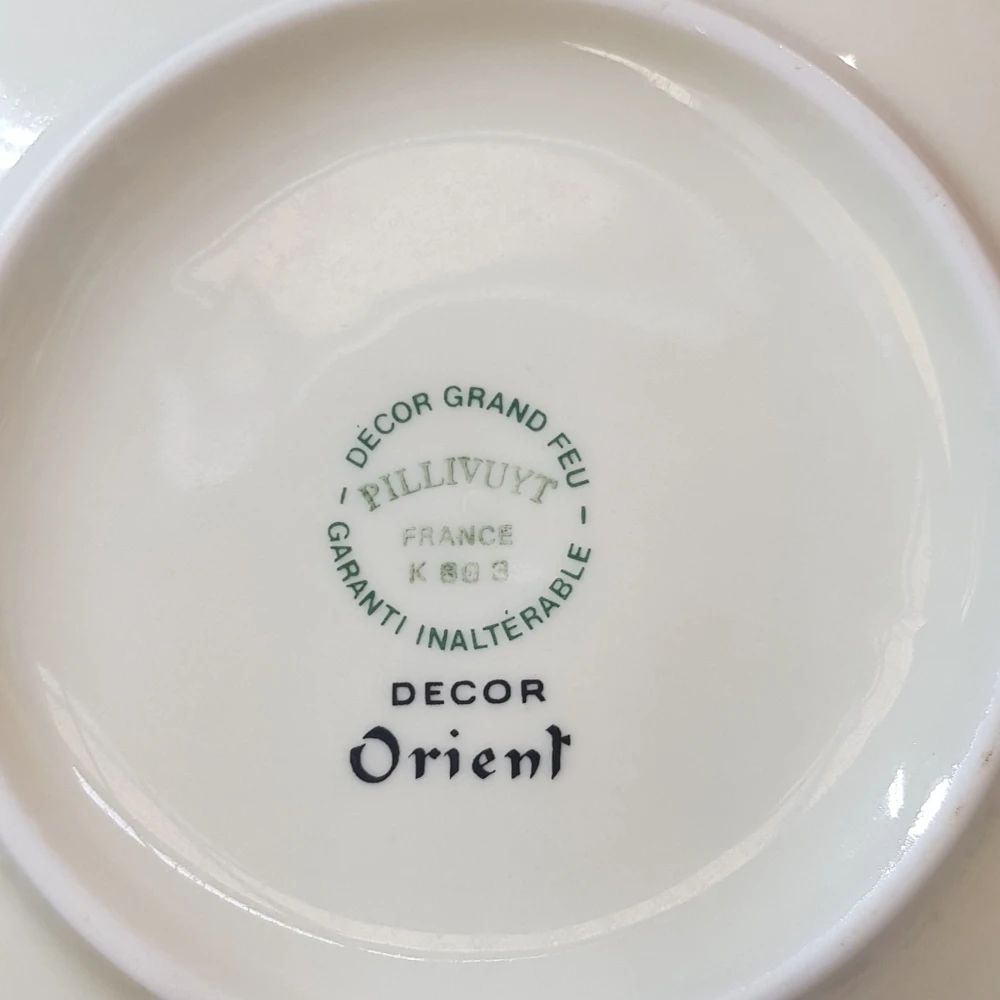 DÉCOR GRAND FEU
PILLIVUYT
FRANCE
K
GARANTI INALTÉRABLE
DECOR
Orient